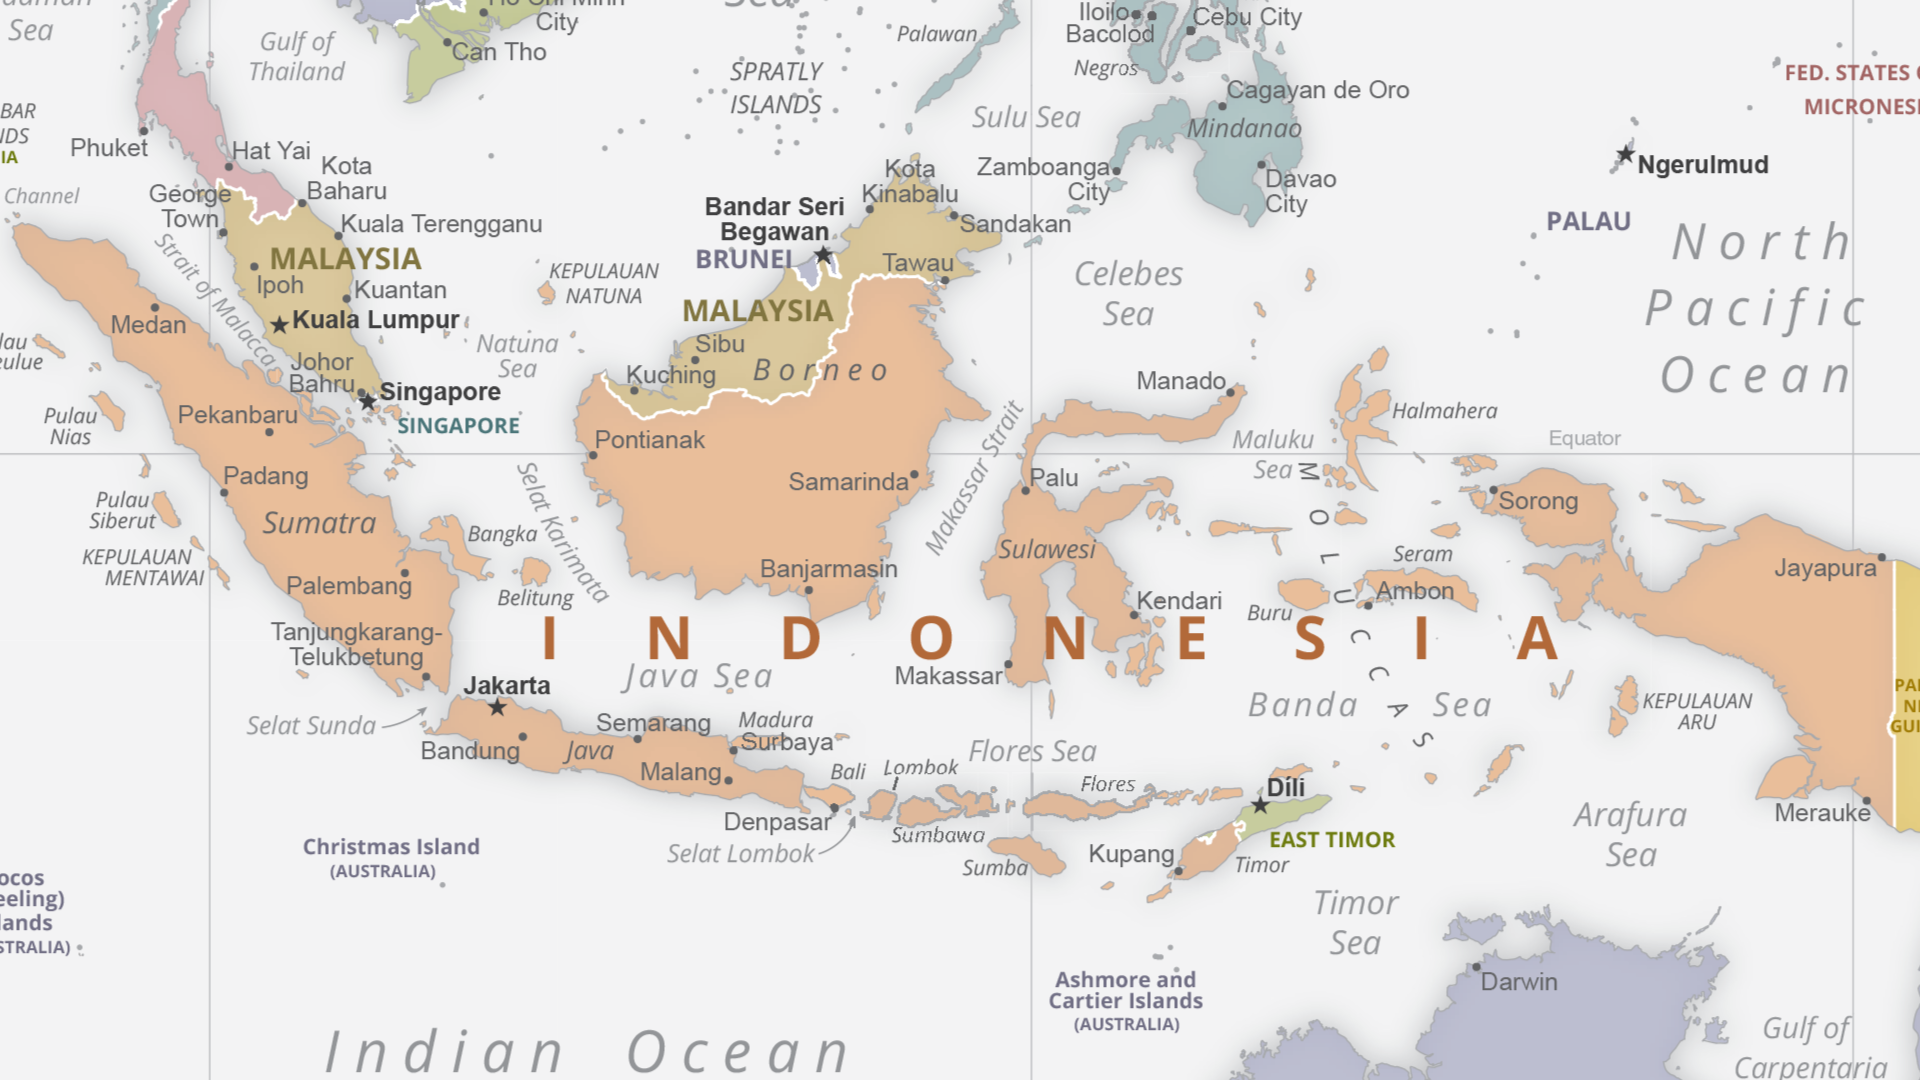 Sea
Gulf of
Thailand
City
Can Tho
Sea
SPRATLY
ISLANDS
Palawan
Iloilo
Bacolod
Cebu City
Negros
Cagayan de Oro
Mindanao
Sulu Sea
Zamboanga
City
Davao
City
FED. STATES
MICRONES
Ngerulmud
PALAU
North
Pacific
Ocean
BAR
NDS
IA
Channel
Phuket
Hat Yai
Kota
Baharu
George
Town
Kuala Terengganu
MALAYSIA
Ipoh
Kuantan
Kuala Lumpur
Strait of Malacca
Johor
Bahru
Singapore
SINGAPORE
KEPULAUAN
NATUNA
Natuna
Sea
Bandar Seri
Begawan
BRUNEI
Kota
Kinabalu
Sandakan
Tawau
MALAYSIA
Sibu
Kuching
Borneo
Celebes
Sea
Medan
lau
eulue
Pulau
Nias
Pekanbaru
Padang
Pulau
Siberut
Sumatra
KEPULAUAN
MENTAWAI
Palembang
Bangka
Belitung
Selat Karimata
Tanjungkarang-
Telukbetung
Pontianak
Samarinda
Banjarmasin
Makassar Strait
Manado
Palu
Sulawesi
Kendari
Makassar
Maluku
Sea
Halmahera
Equator
MOLUCCAS
Sorong
Seram
Ambon
Buru
Jayapura
INDONESIA
Java Sea
Jakarta
Selat Sunda
Bandung
Java
Semarang
Madura
Surbaya
Malang
Bali
Lombok
Denpasar
Selat Lombok
Sumbawa
Flores Sea
Flores
Sumba
Banda Sea
KEPULAUAN
ARU
PA
N
GUI
Merauke
Arafura
Sea
Díli
EAST TIMOR
Kupang
Timor
Timor
Sea
Christmas Island
(AUSTRALIA)
ocos
eeling)
lands
STRALIA)
Ashmore and
Cartier Islands
(AUSTRALIA)
Darwin
Gulf of
Carpentaria
Indian Ocean